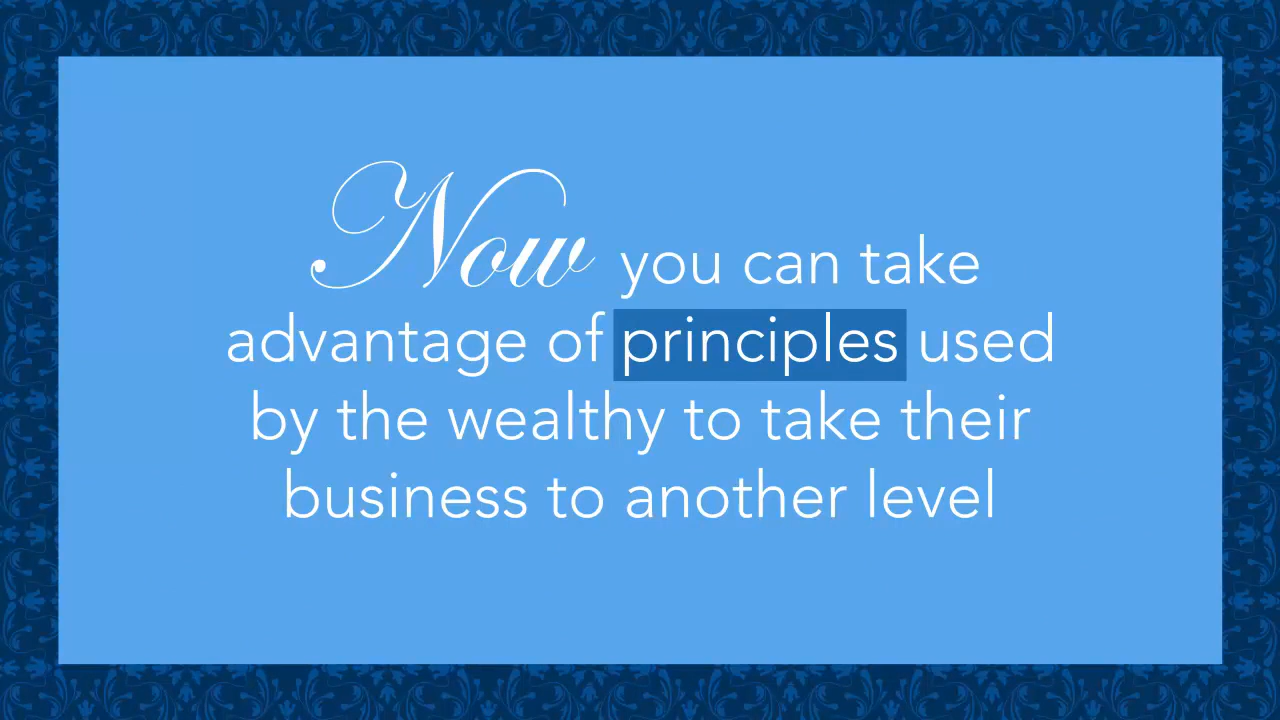 Now you can take
advantage of principles used
by the wealthy to take their
business to another level